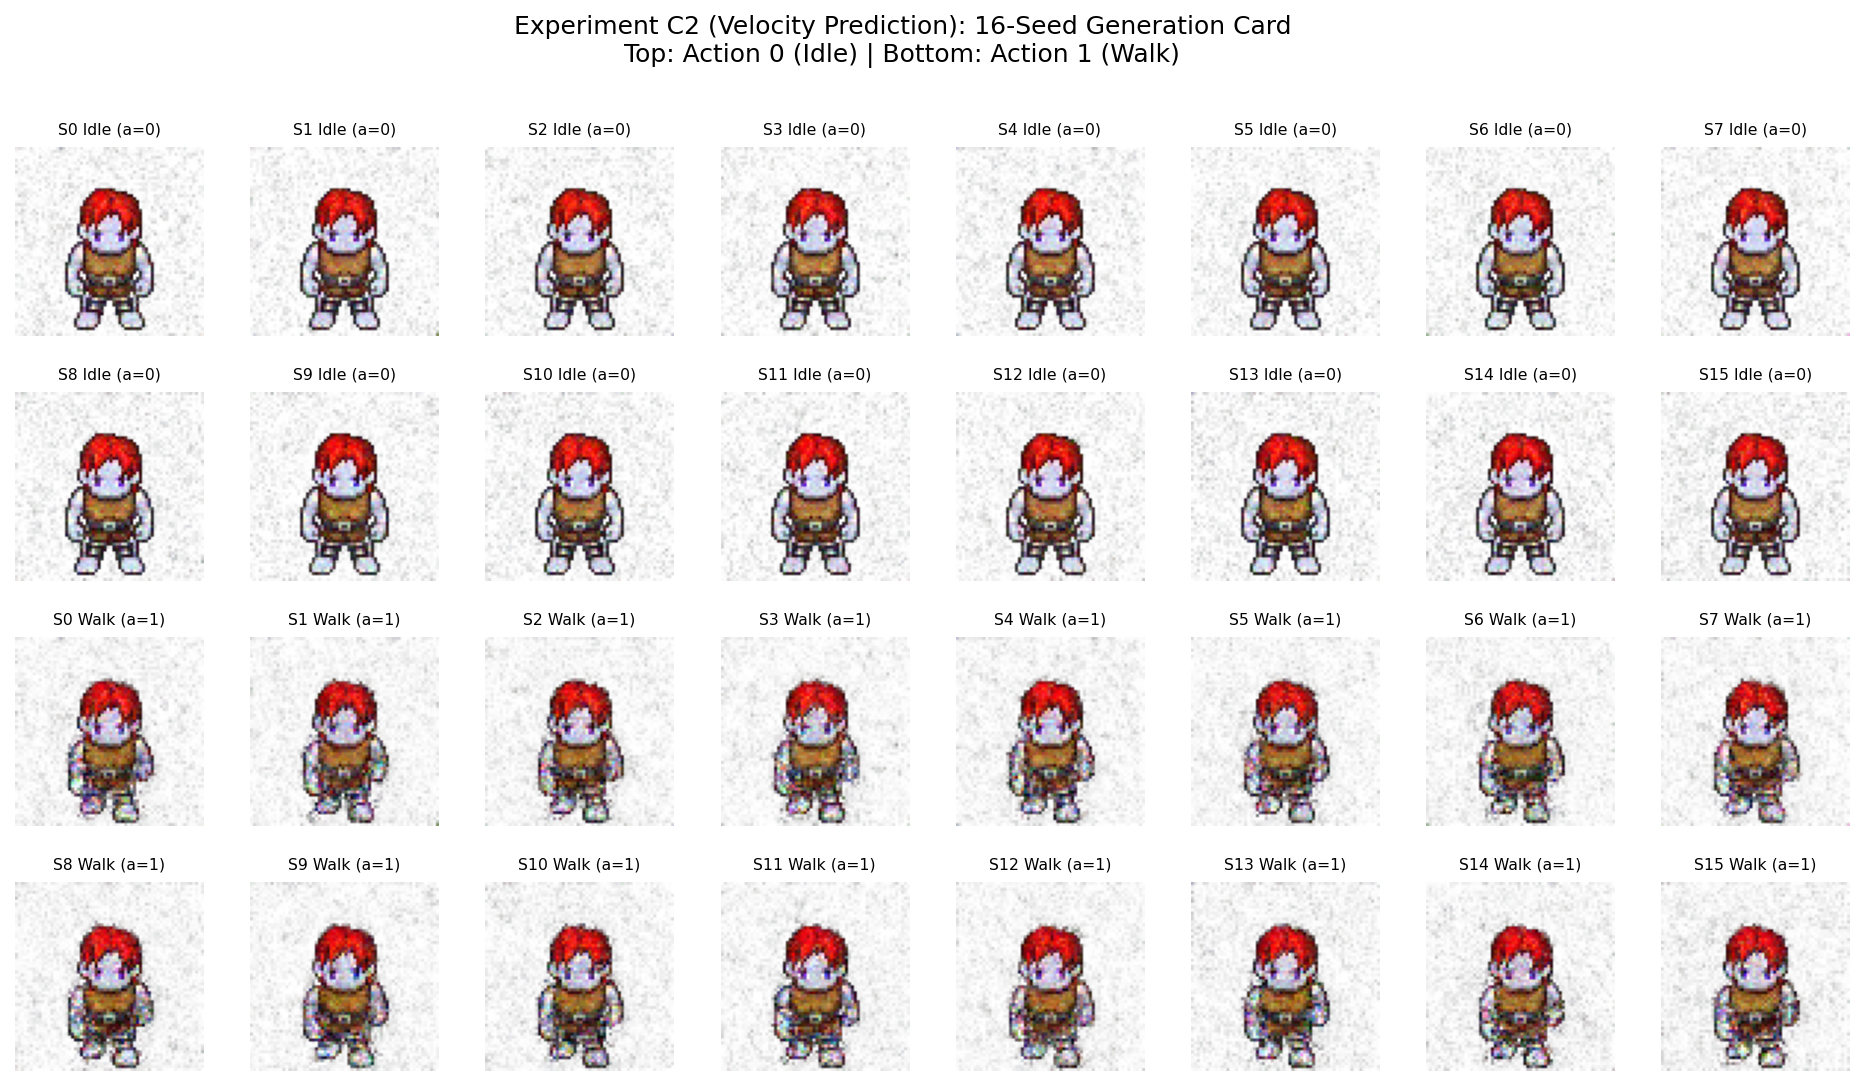 Experiment C2 (Velocity Prediction): 16-Seed Generation Card
Top: Action 0 (Idle) | Bottom: Action 1 (Walk)
S0 Idle (a=0)
S1 Idle (a=0)
S2 Idle (a=0)
S3 Idle (a=0)
S4 Idle (a=0)
S5 Idle (a=0)
S6 Idle (a=0)
S7 Idle (a=0)
S8 Idle (a=0)
S9 Idle (a=0)
S10 Idle (a=0)
S11 Idle (a=0)
S12 Idle (a=0)
S13 Idle (a=0)
S14 Idle (a=0)
S15 Idle (a=0)
S0 Walk (a=1)
S1 Walk (a=1)
S2 Walk (a=1)
S3 Walk (a=1)
S4 Walk (a=1)
S5 Walk (a=1)
S6 Walk (a=1)
S7 Walk (a=1)
S8 Walk (a=1)
S9 Walk (a=1)
S10 Walk (a=1)
S11 Walk (a=1)
S12 Walk (a=1)
S13 Walk (a=1)
S14 Walk (a=1)
S15 Walk (a=1)